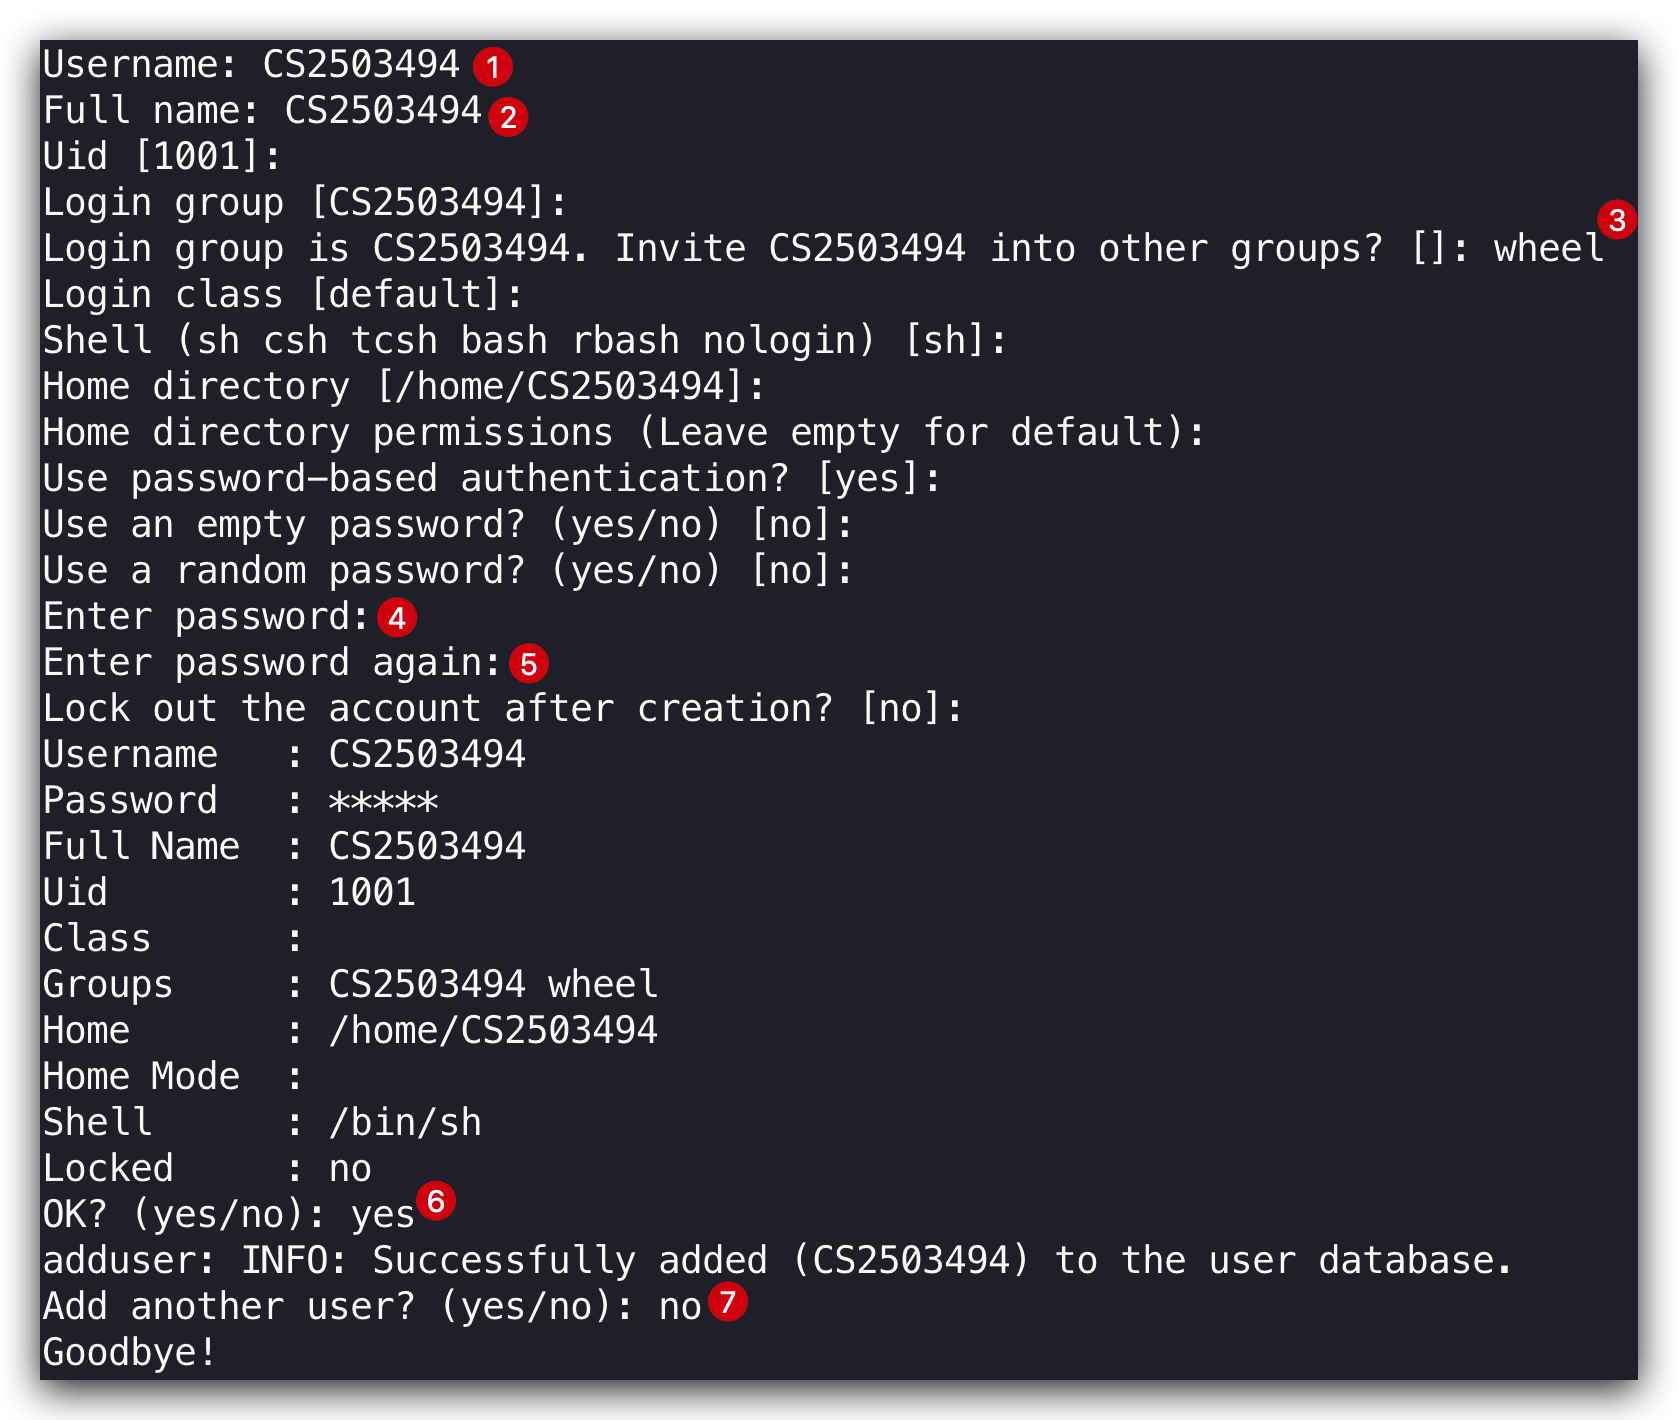 Username: CS2503494 1
Full name: CS2503494 2
Uid [1001]:
Login group [CS2503494]:
Login group is CS2503494. Invite CS2503494 into other groups? []: wheel 3
Login class [default]:
Shell (sh csh tcsh bash rbash nologin) [sh]:
Home directory [/home/CS2503494]:
Home directory permissions (Leave empty for default):
Use password-based authentication? [yes]:
Use an empty password? (yes/no) [no]:
Use a random password? (yes/no) [no]:
Enter password: 4
Enter password again: 5
Lock out the account after creation? [no]:
Username   : CS2503494
Password   : *****
Full Name  : CS2503494
Uid        : 1001
Class      :
Groups     : CS2503494 wheel
Home       : /home/CS2503494
Home Mode  :
Shell      : /bin/sh
Locked     : no
OK? (yes/no): yes 6
adduser: INFO: Successfully added (CS2503494) to the user database.
Add another user? (yes/no): no 7
Goodbye!